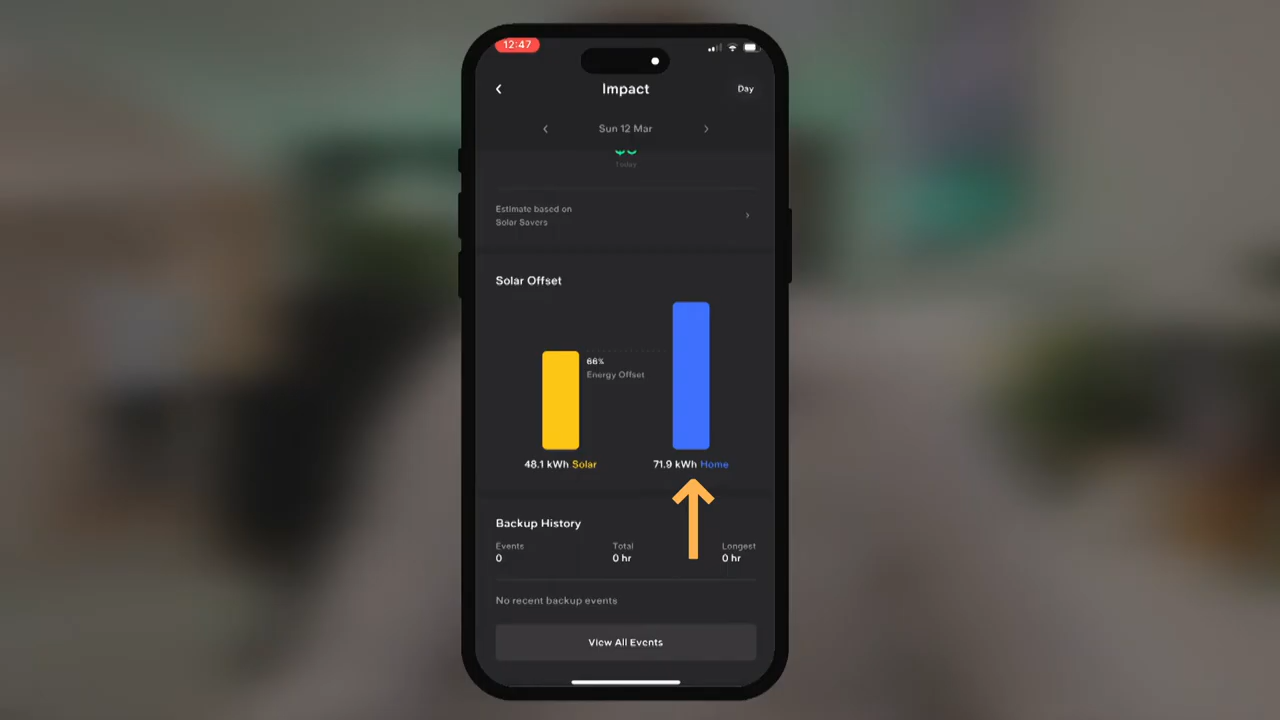 12:47
Impact
Day
Sun 12 Mar
Today
Estimate based on
Solar Savers
Solar Offset
66%
Energy Offset
48.1 kWh Solar
71.9 kWh Home
Backup History
Events
Total
Longest
0
0 hr
0 hr
No recent backup events
View All Events